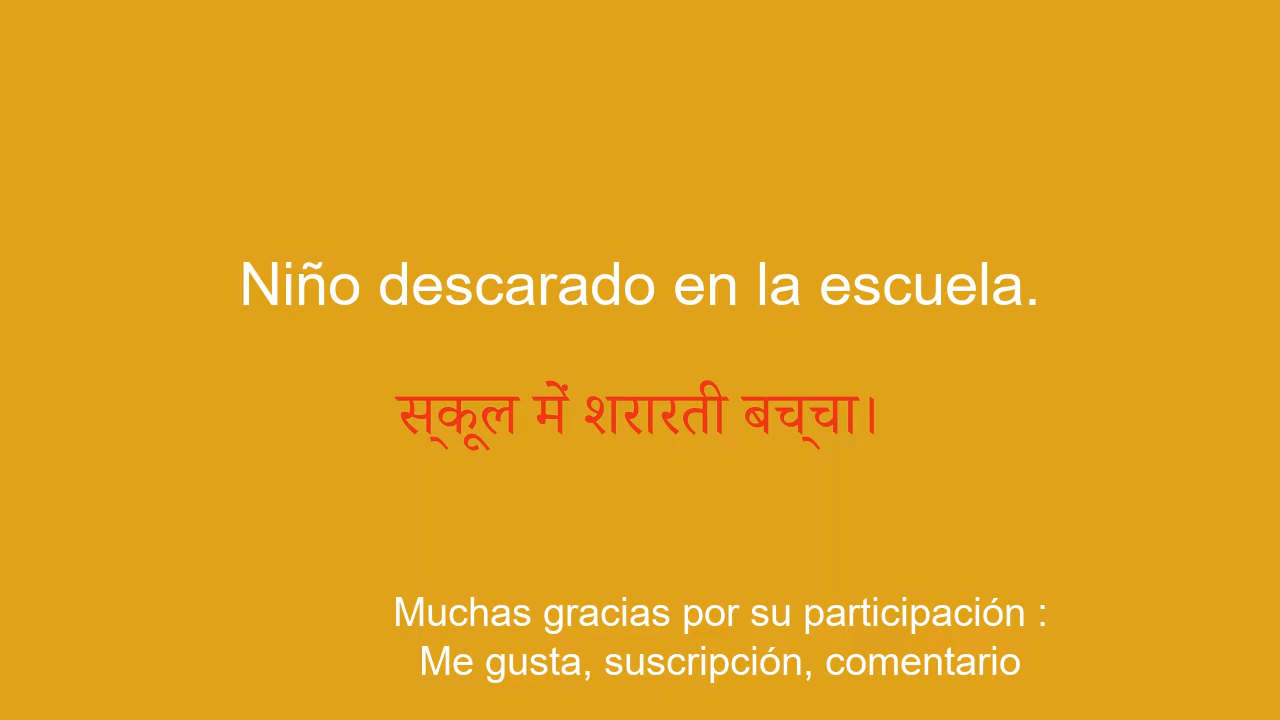 Niño descarado en la escuela.
स्कूल में शरारती बच्चा।
Muchas gracias por su participación :
Me gusta, suscripción, comentario